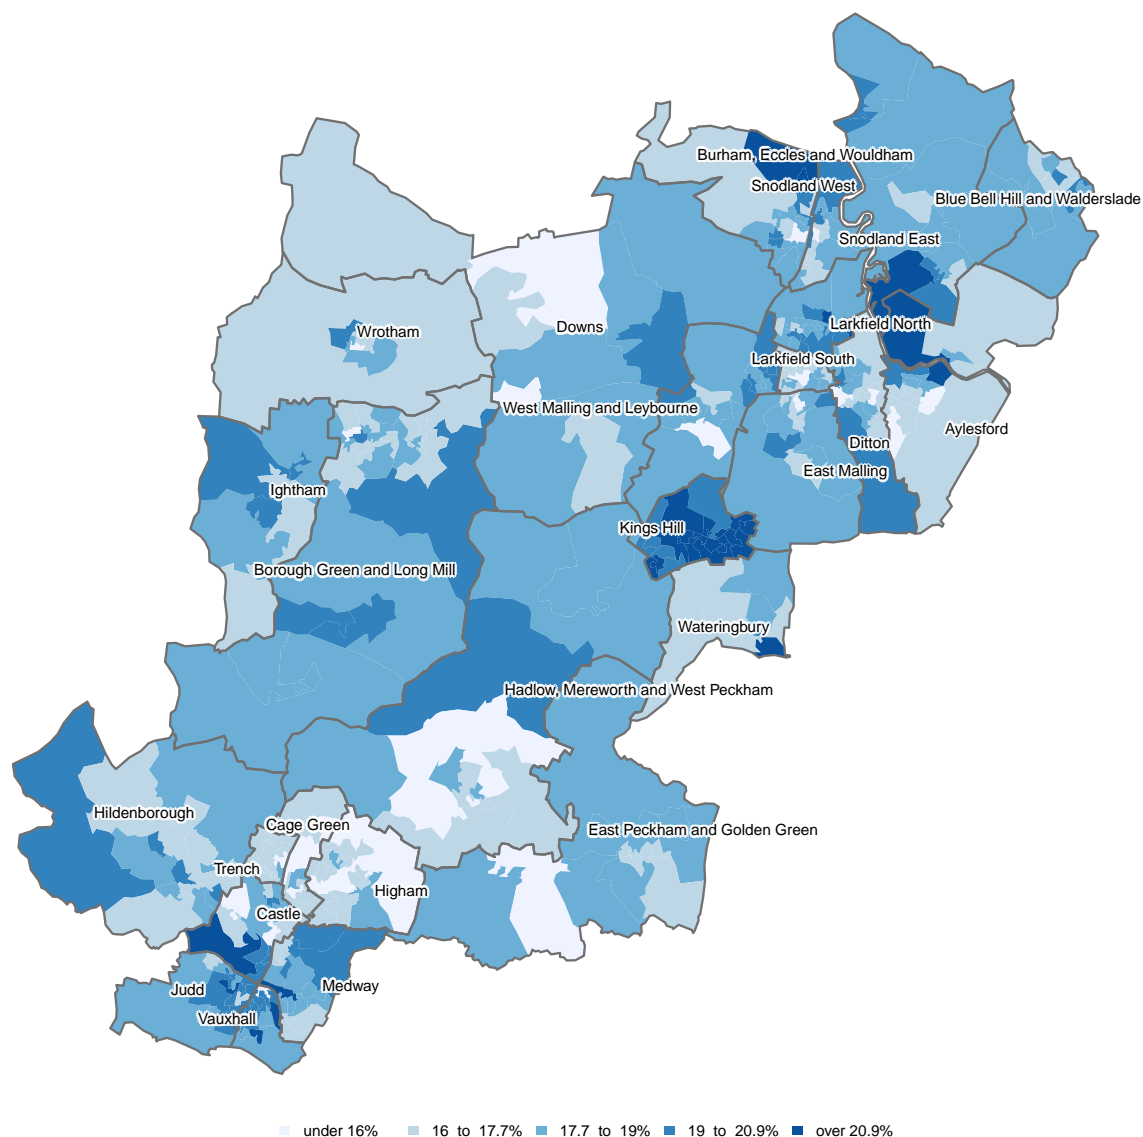 Burham, Eccles and Wouldham
Snodland West
Blue Bell Hill and Walderslade
Snodland East
Wrotham
Downs
Larkfield North
Larkfield South
West Malling and Leybourne
Aylesford
Ditton
East Malling
Ightham
Kings Hill
Borough Green and Long Mill
Wateringbury
Hadlow, Mereworth and West Peckham
Hildenborough
Cage Green
East Peckham and Golden Green
Trench
Higham
Castle
Medway
Judd
Vauxhall
under 16% 16 to 17.7% 17.7 to 19% 19 to 20.9% over 20.9%